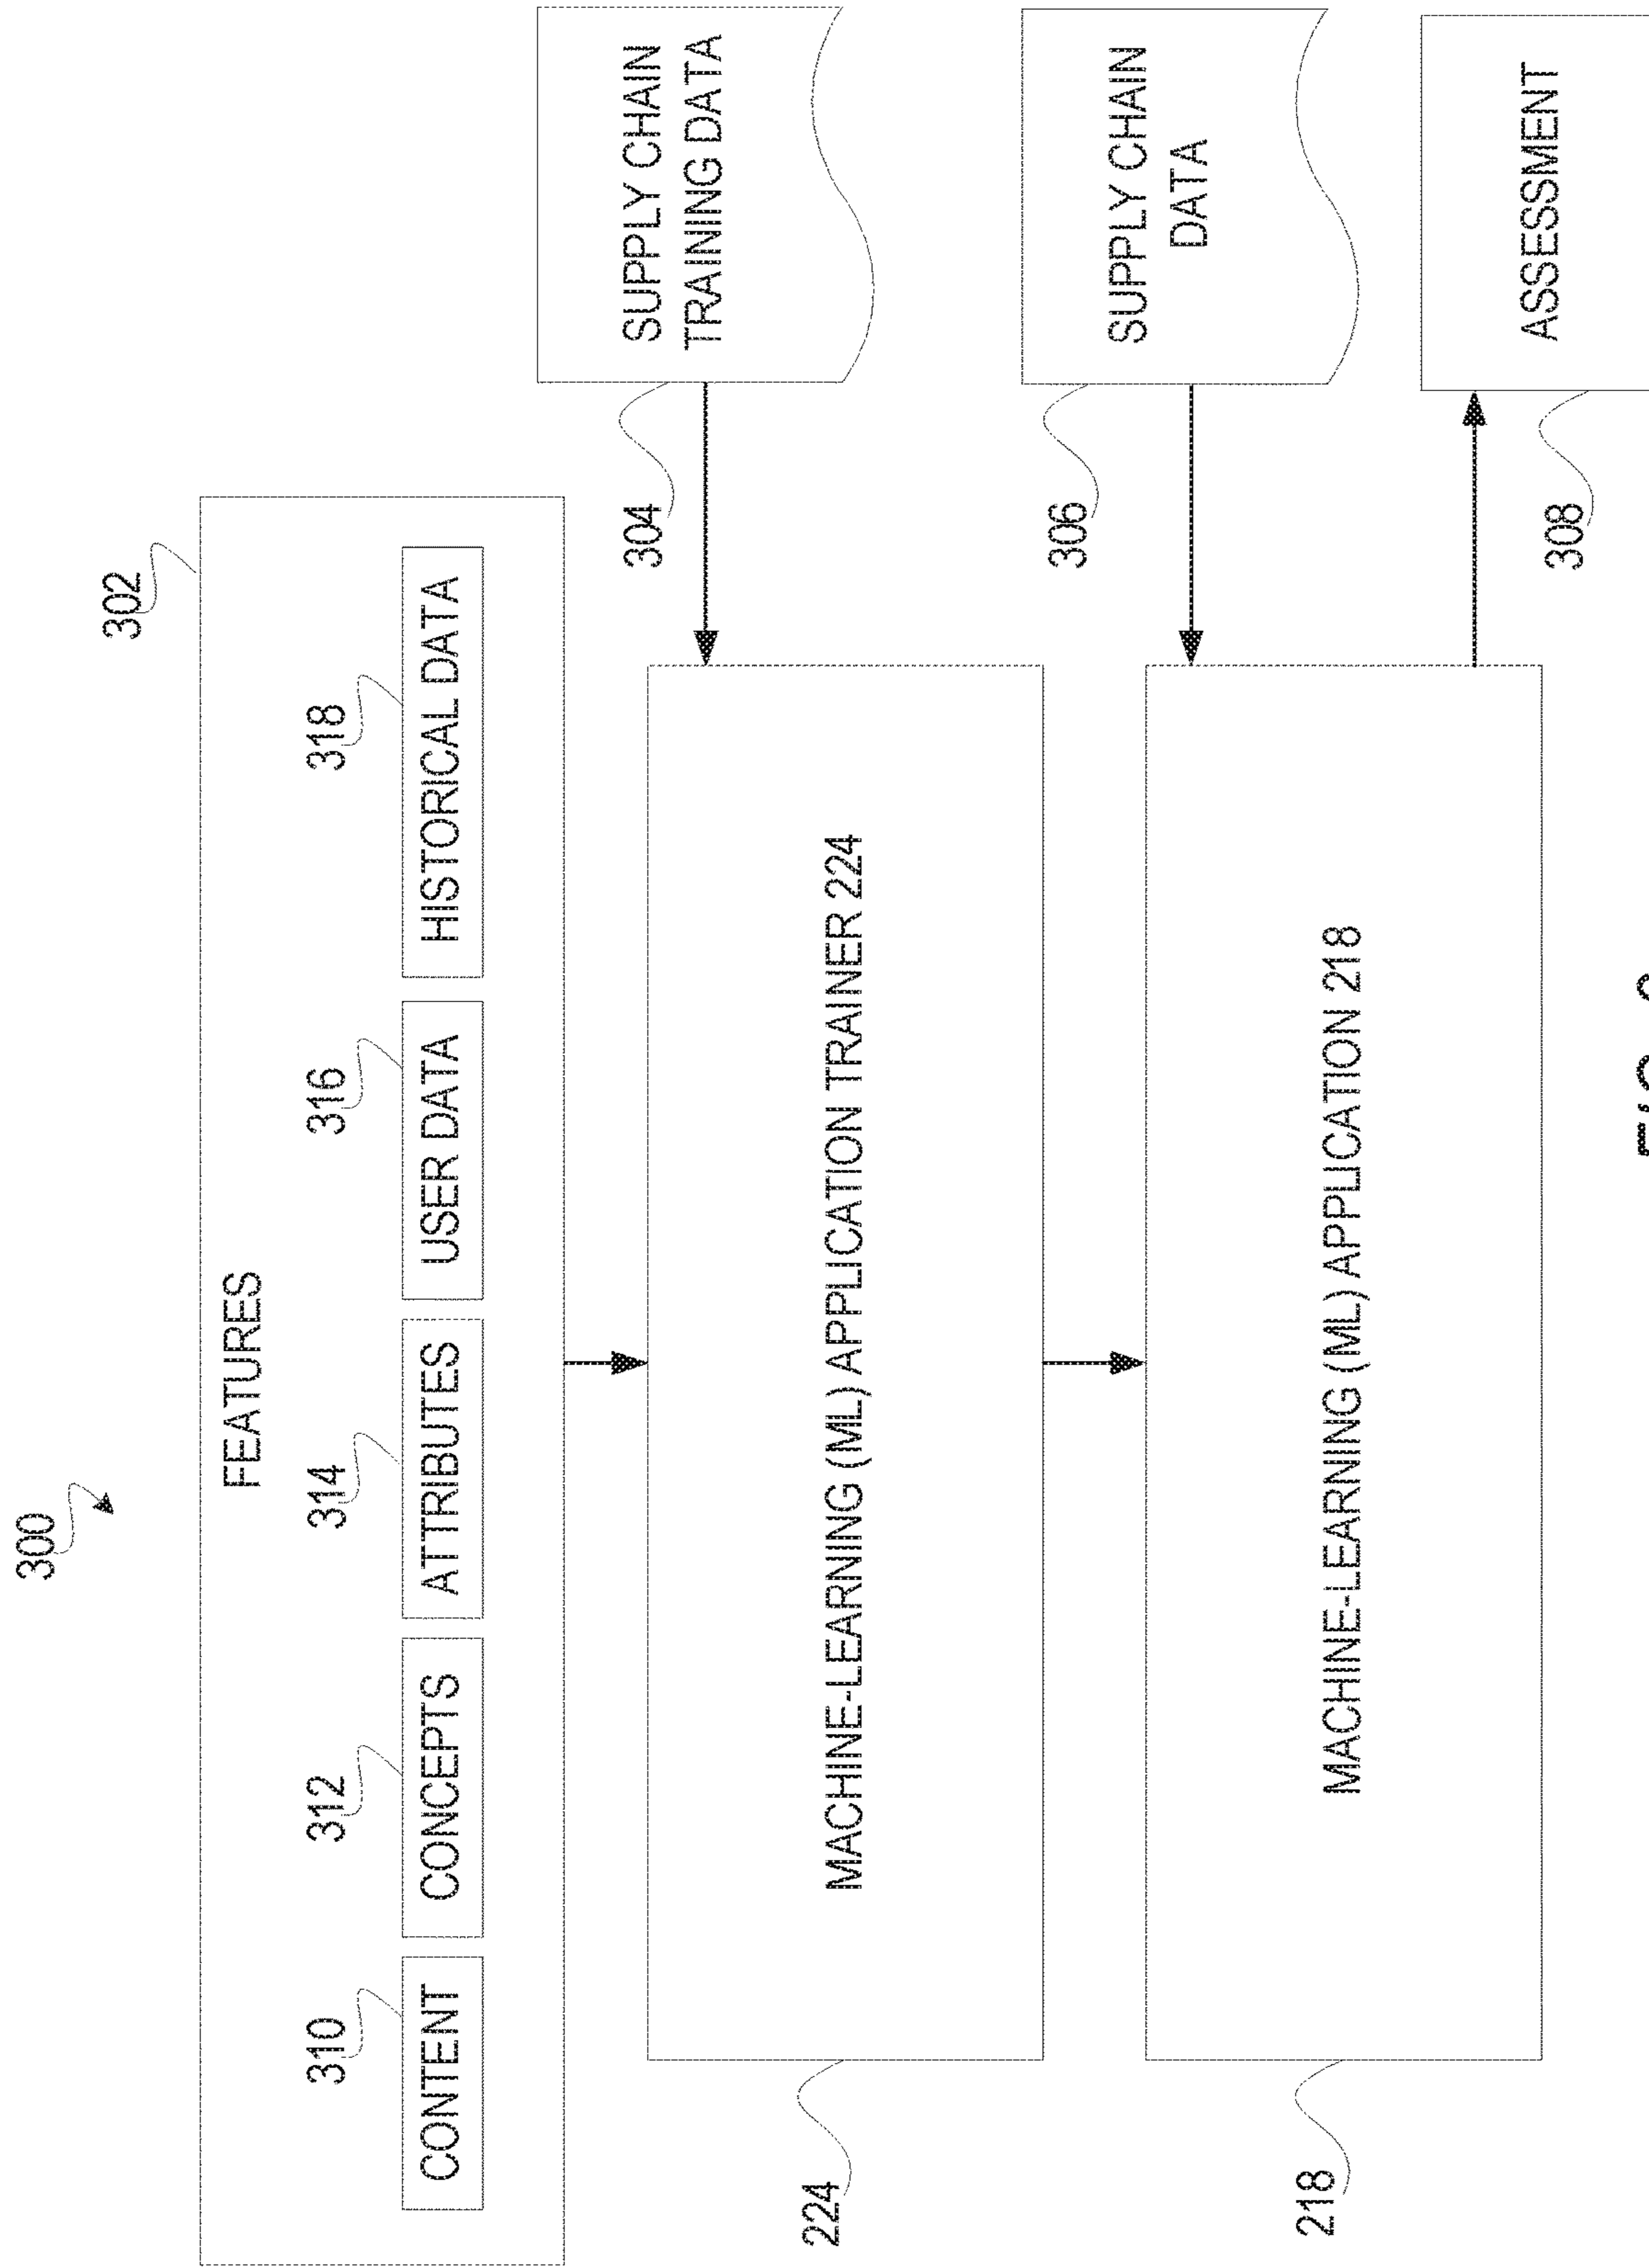 300
302
FEATURES
310
312
314
316
318
CONTENT
CONCEPTS
ATTRIBUTES
USER DATA
HISTORICAL DATA
304
SUPPLY CHAIN
TRAINING DATA
224
MACHINE-LEARNING (ML) APPLICATION TRAINER 224
306
SUPPLY CHAIN
DATA
218
MACHINE-LEARNING (ML) APPLICATION 218
308
ASSESSMENT